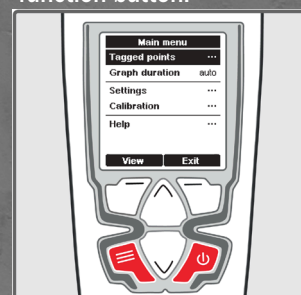 function button.
Main menu
Tagged points ...
Graph duration auto
Settings ...
Calibration ...
Help ...
View Exit